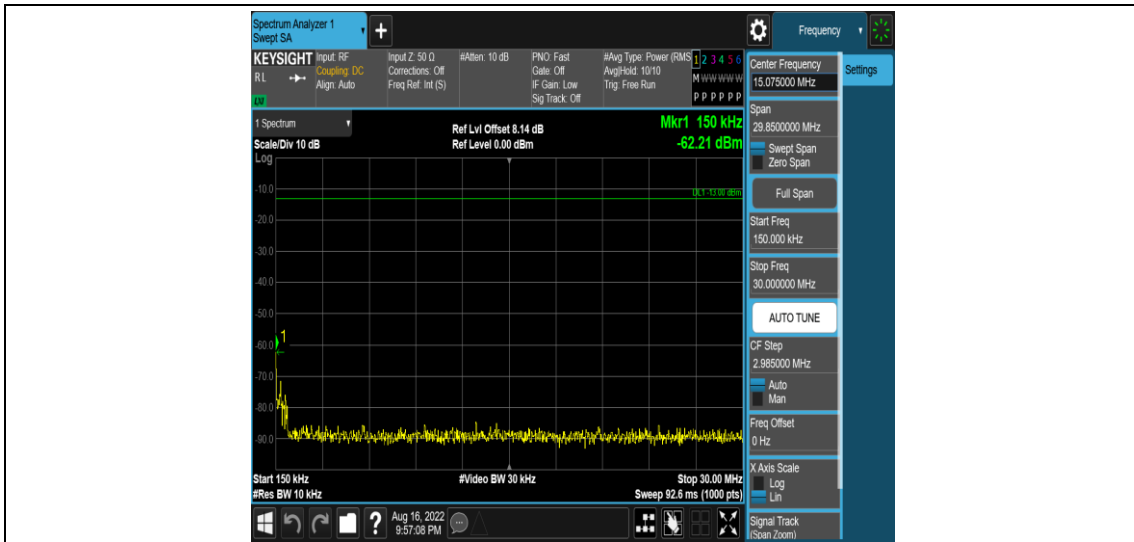 Spectrum Analyzer 1
Swept SA
Frequency
KEYSIGHT
RL
Input: RF
Coupling: DC
Align: Auto
Input Z: 50 Ω
Corrections: Off
Freq Ref: Int (S)
#Atten: 10 dB
PNO: Fast
Gate: Off
IF Gain: Low
Sig Track: Off
#Avg Type: Power (RMS
Avg|Hold: 10/10
Trig: Free Run
1 2 3 4 5 6
M W W W W W
P P P P P P
1 Spectrum
Scale/Div 10 dB
Log
Ref Lvl Offset 8.14 dB
Ref Level 0.00 dBm
Mkr1 150 kHz
-62.21 dBm
DL1 -13.00 dBm
-10.0
-20.0
-30.0
-40.0
-50.0
1
-60.0
-70.0
-80.0
-90.0
Start 150 kHz
#Video BW 30 kHz
Stop 30.00 MHz
#Res BW 10 kHz
Sweep 92.6 ms (1000 pts)
Center Frequency
15.075000 MHz
Settings
Span
29.8500000 MHz
Swept Span
Zero Span
Full Span
Start Freq
150.000 kHz
Stop Freq
30.000000 MHz
AUTO TUNE
CF Step
2.985000 MHz
Auto
Man
Freq Offset
0 Hz
X Axis Scale
Log
Lin
Signal Track
(Span Zoom)
?
Aug 16, 2022
9:57:08 PM